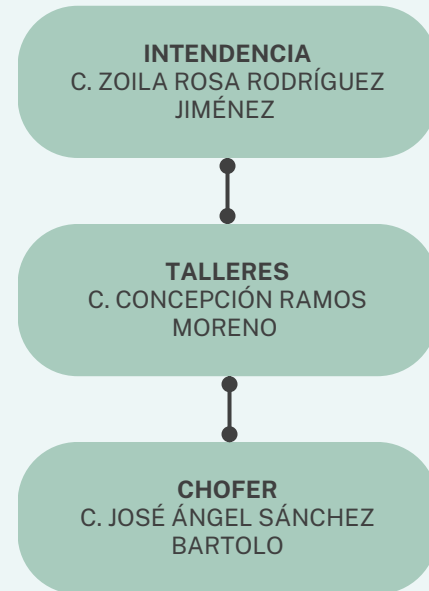 INTENDENCIA
C. ZOILA ROSA RODRÍGUEZ
JIMÉNEZ
TALLERES
C. CONCEPCIÓN RAMOS
MORENO
CHOFER
C. JOSÉ ÁNGEL SÁNCHEZ
BARTOLO